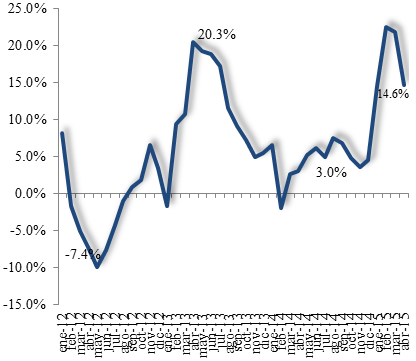 25.0%
20.0%
15.0%
10.0%
5.0%
0.0%
-5.0%
-10.0%
-15.0%
20.3%
14.6%
3.0%
-7.4%
ene-12
feb-12
mar-12
abr-12
may-12
jun-12
jul-12
ago-12
sep-12
oct-12
nov-12
dic-12
ene-13
feb-13
mar-13
abr-13
may-13
jun-13
jul-13
ago-13
sep-13
oct-13
nov-13
dic-13
ene-14
feb-14
mar-14
abr-14
may-14
jun-14
jul-14
ago-14
sep-14
oct-14
nov-14
dic-14
ene-15
feb-15
mar-15
abr-15